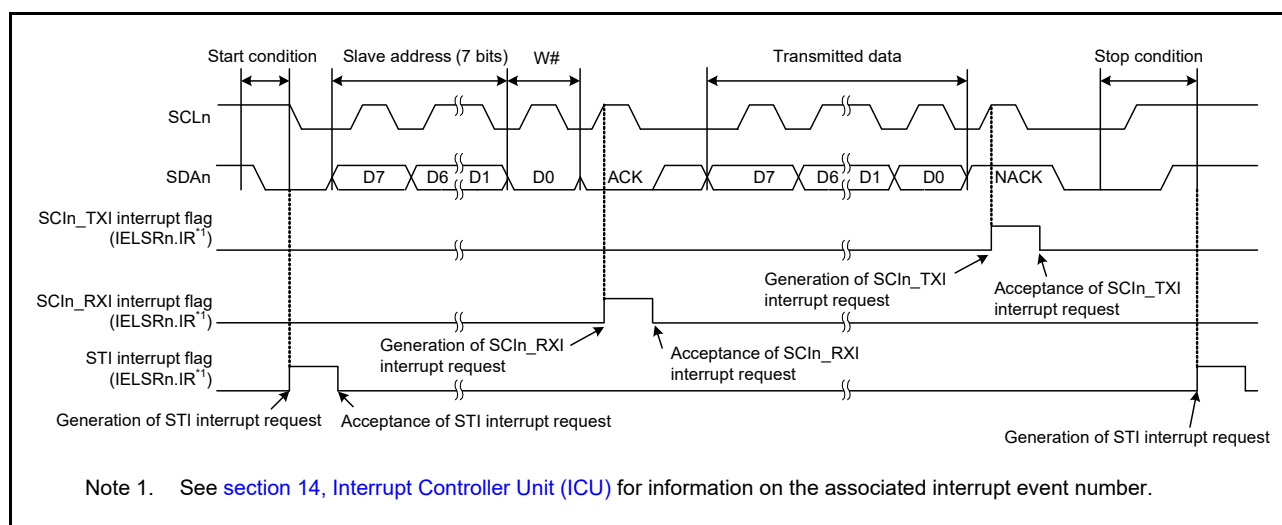 Start condition
Slave address (7 bits)
W#
Transmitted data
Stop condition
SCLn
SDAn
D7
D6
D1
D0
ACK
D7
D6
D1
D0
NACK
SCIn_TXI interrupt flag
(IELSRn.IR*1)
Generation of SCIn_TXI
interrupt request
Acceptance of SCIn_TXI
interrupt request
SCIn_RXI interrupt flag
(IELSRn.IR*1)
Generation of SCIn_RXI
interrupt request
Acceptance of SCIn_RXI
interrupt request
STI interrupt flag
(IELSRn.IR*1)
Generation of STI interrupt request
Acceptance of STI interrupt request
Generation of STI interrupt request
Note 1. See section 14, Interrupt Controller Unit (ICU) for information on the associated interrupt event number.